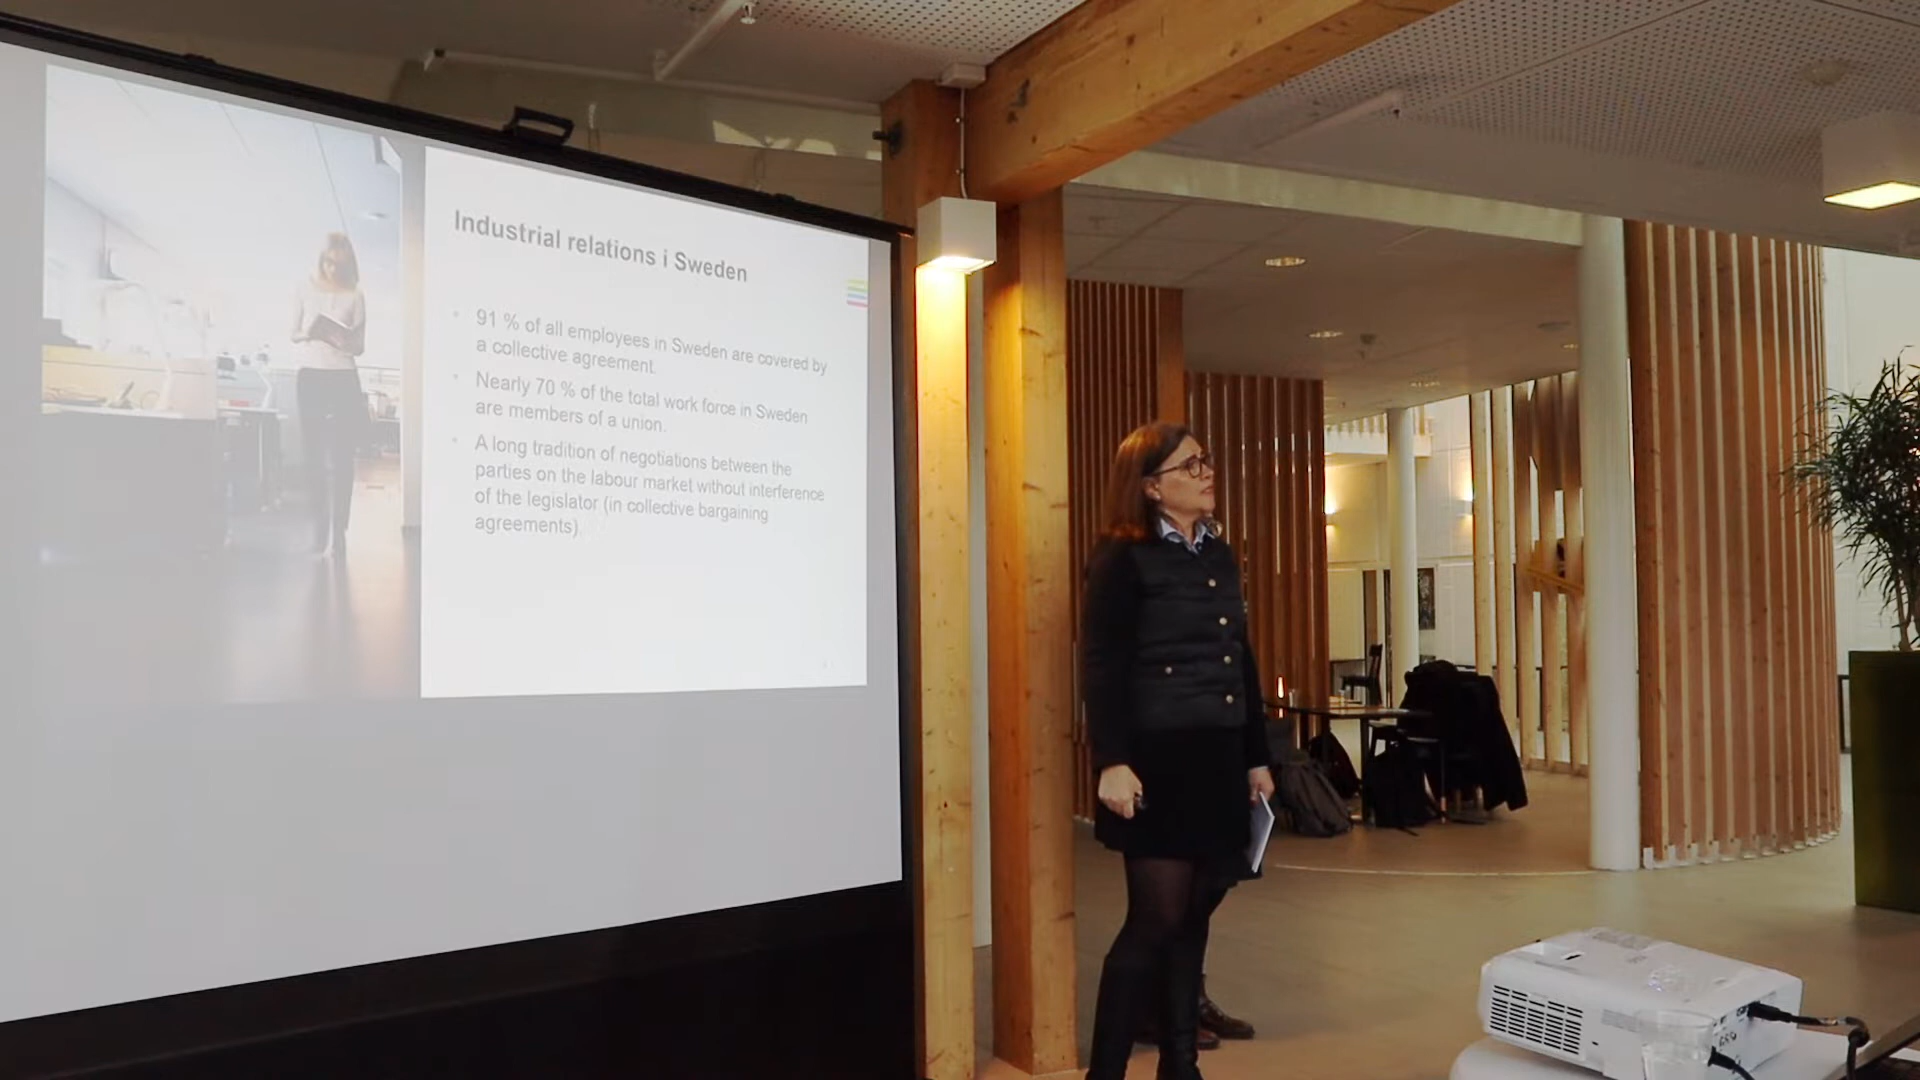 Industrial relations i Sweden
• 91 % of all employees in Sweden are covered by
a collective agreement.
• Nearly 70 % of the total work force in Sweden
are members of a union.
• A long tradition of negotiations between the
parties on the labour market without interference
of the legislator (in collective bargaining
agreements)